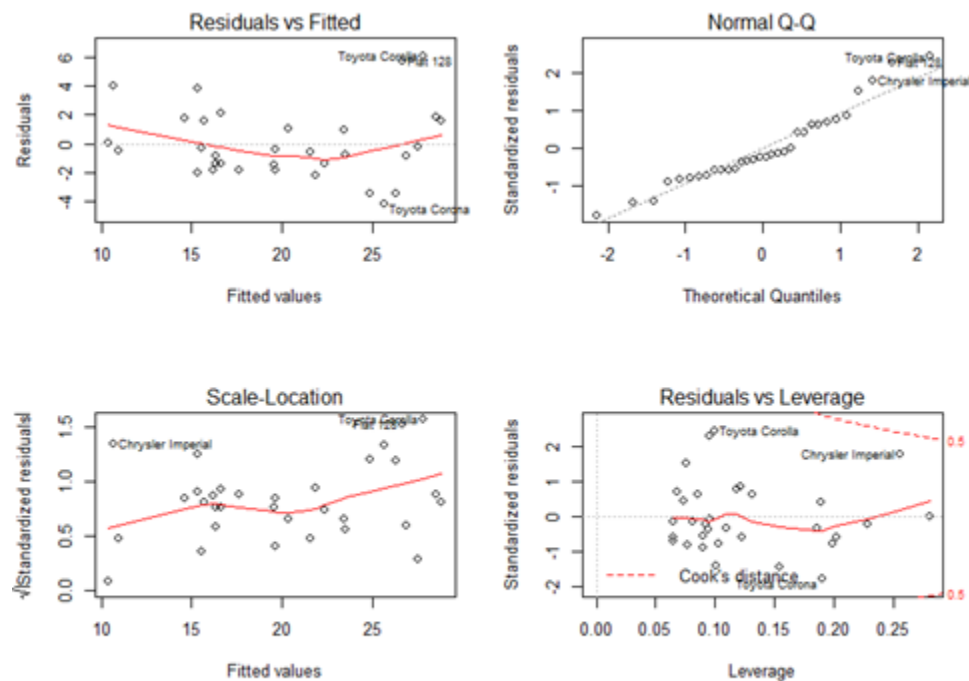 Residuals vs Fitted
Residuals
6
4
2
0
-2
-4
Toyota Corolla
Fiat 128
Toyota Corona
10
15
20
25
Fitted values
Normal Q-Q
Standardized residuals
2
1
0
-1
Toyota Corolla
Fiat 128
Chrysler Imperial
-2
-1
0
1
2
Theoretical Quantiles
Scale-Location
√|Standardized residuals|
1.5
1.0
0.5
0.0
Toyota Corolla
Fiat 128
Chrysler Imperial
10
15
20
25
Fitted values
Residuals vs Leverage
Standardized residuals
2
1
0
-1
-2
Toyota Corolla
Chrysler Imperial
0.5
Cook's distance
Toyota Corona
0.5
0.00
0.05
0.10
0.15
0.20
0.25
Leverage